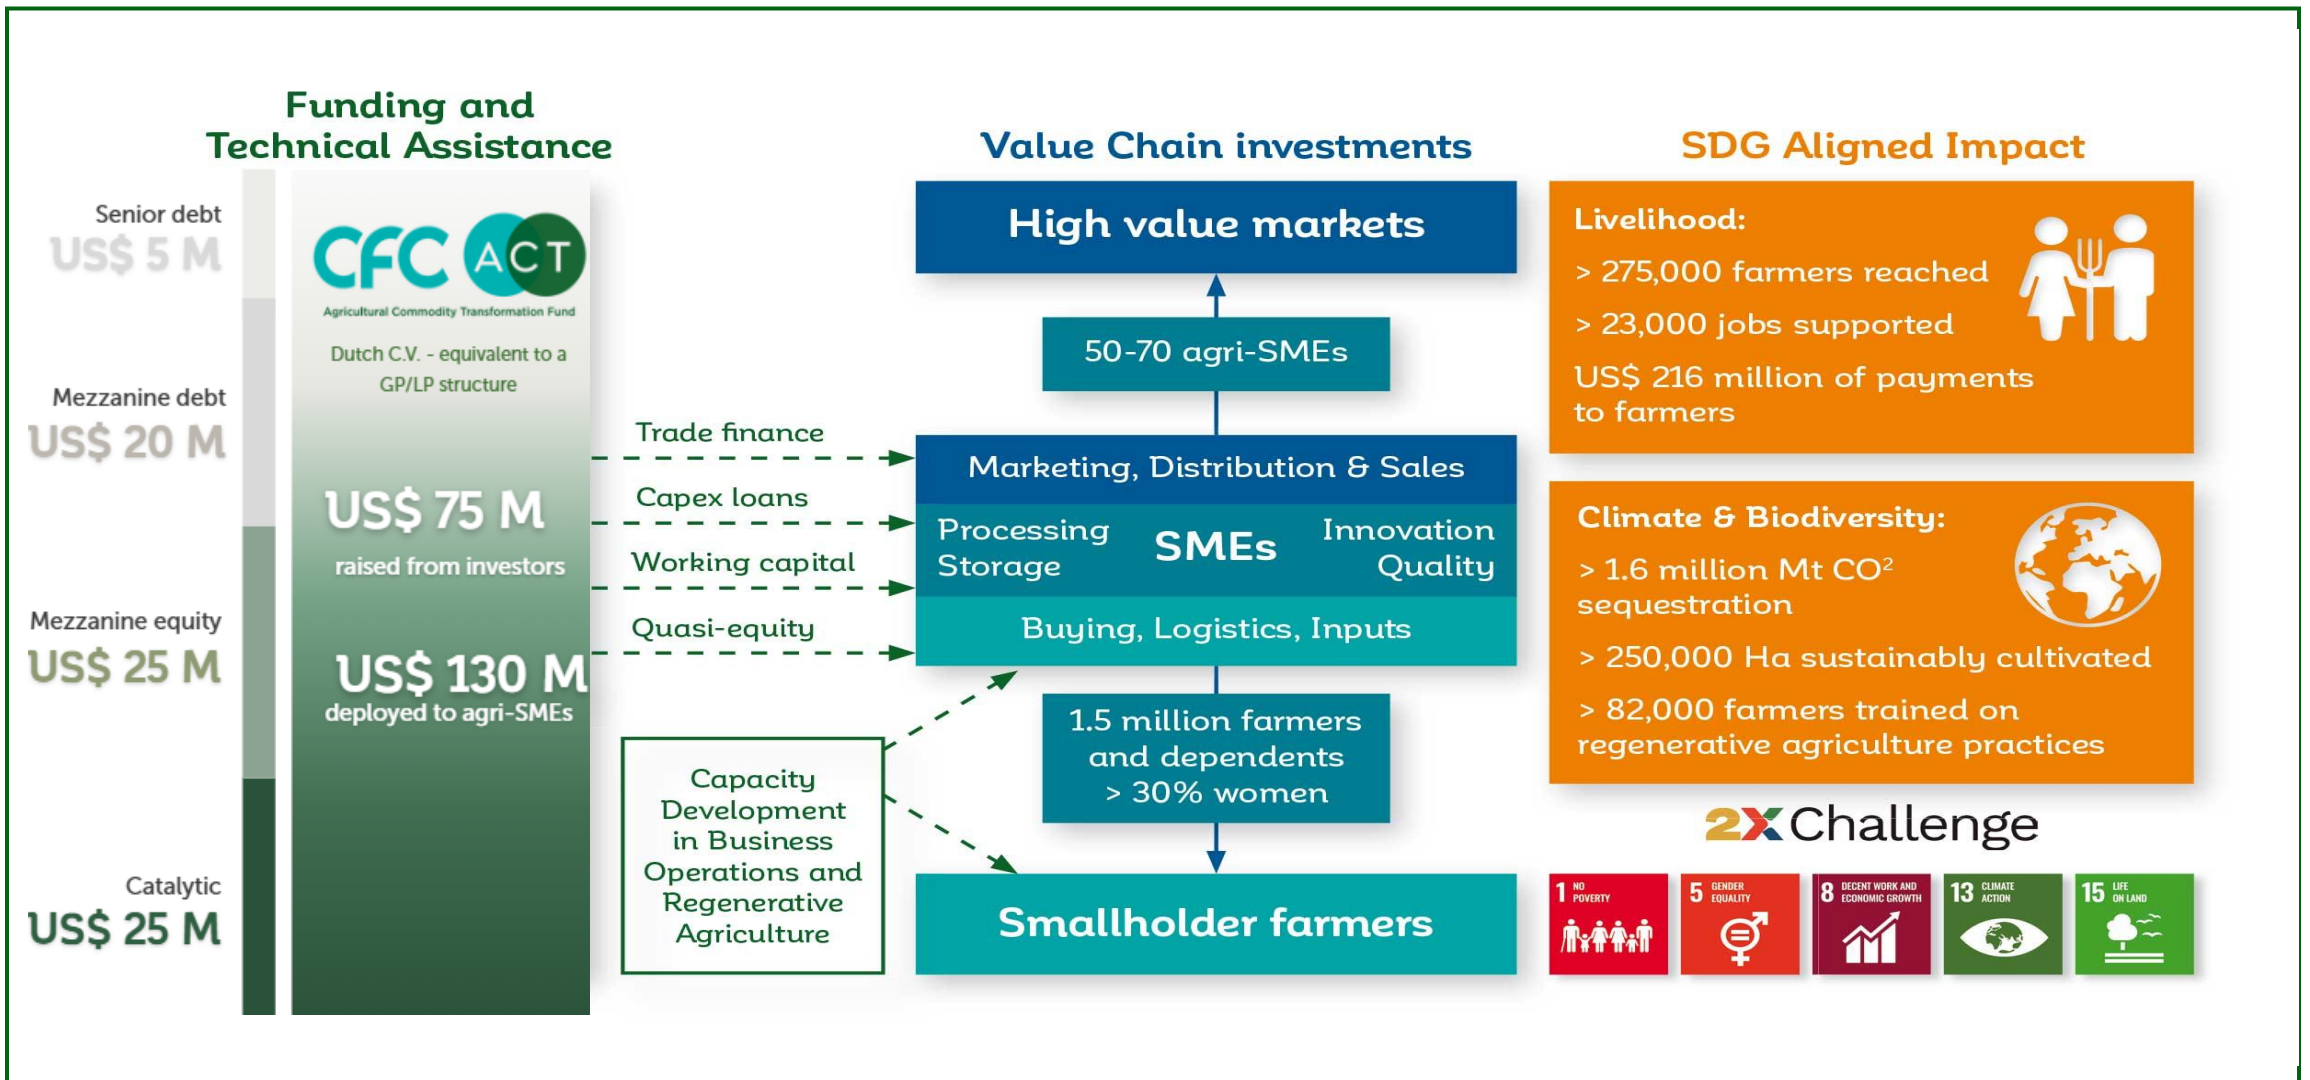 Funding and
Technical Assistance
Senior debt
US$ 5 M
Mezzanine debt
US$ 20 M
Mezzanine equity
US$ 25 M
Catalytic
US$ 25 M
CFC ACT
Agricultural Commodity Transformation Fund
Dutch C.V. - equivalent to a
GP/LP structure
US$ 75 M
raised from investors
US$ 130 M
deployed to agri-SMEs
Trade finance
Capex loans
Working capital
Quasi-equity
Capacity
Development
in Business
Operations and
Regenerative
Agriculture
Value Chain investments
High value markets
50-70 agri-SMEs
Marketing, Distribution & Sales
Processing
Storage
SMEs
Innovation
Quality
Buying, Logistics, Inputs
1.5 million farmers
and dependents
> 30% women
Smallholder farmers
SDG Aligned Impact
Livelihood:
> 275,000 farmers reached
> 23,000 jobs supported
US$ 216 million of payments
to farmers
Climate & Biodiversity:
> 1.6 million Mt CO²
sequestration
> 250,000 Ha sustainably cultivated
> 82,000 farmers trained on
regenerative agriculture practices
2X Challenge
1 NO
POVERTY
5 GENDER
EQUALITY
8 DECENT WORK AND
ECONOMIC GROWTH
13 CLIMATE
ACTION
15 LIFE
ON LAND